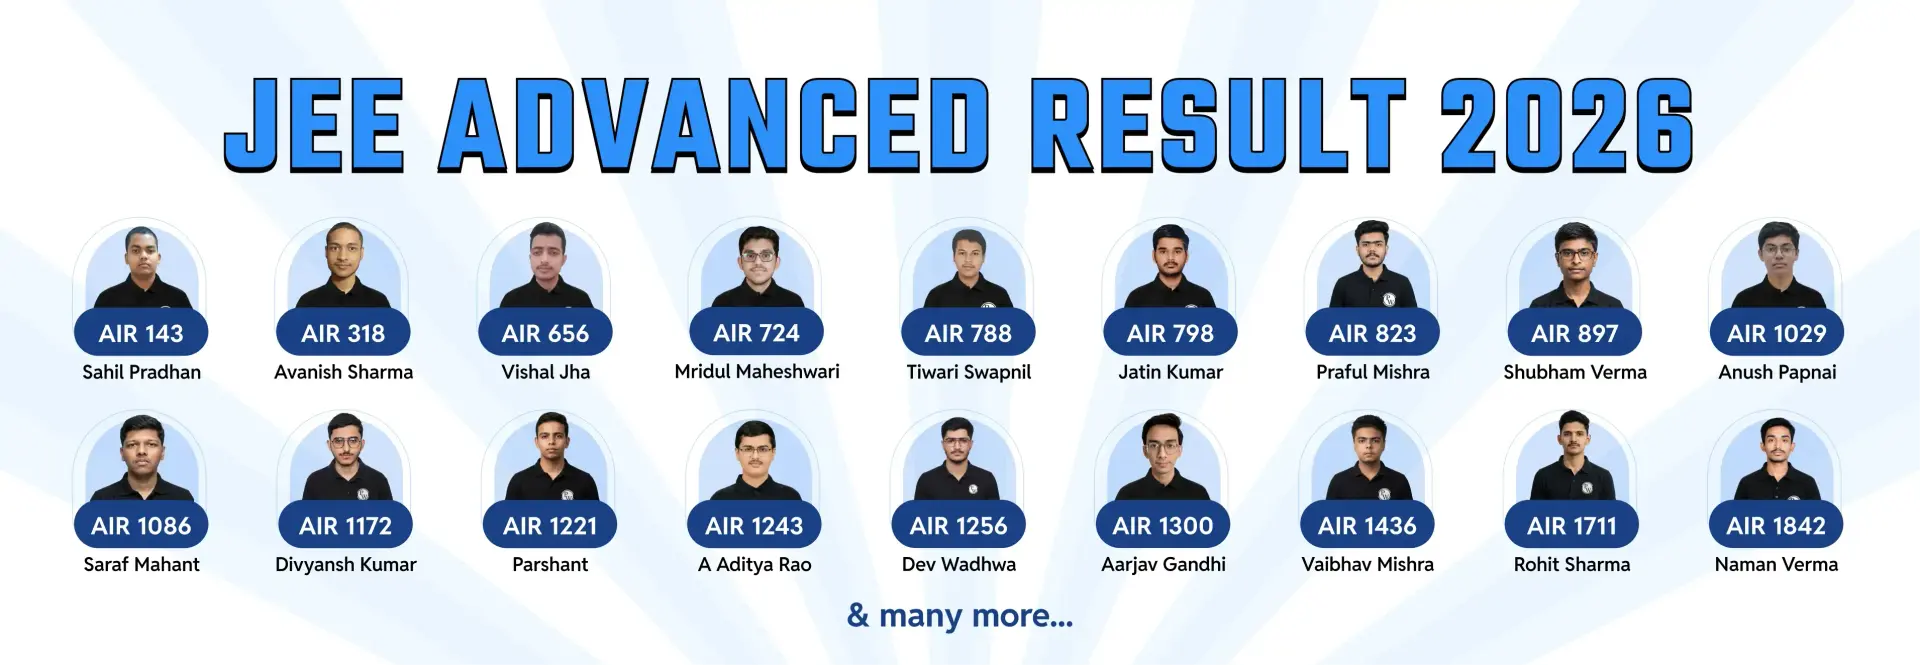 JEE ADVANCED RESULT 2026
AIR 143 AIR 318 AIR 656 AIR 724 AIR 788 AIR 798 AIR 823 AIR 897 AIR 1029
Sahil Pradhan Avanish Sharma Vishal Jha Mridul Maheshwari Tiwari Swapnil Jatin Kumar Praful Mishra Shubham Verma Anush Papnai
AIR 1086 AIR 1172 AIR 1221 AIR 1243 AIR 1256 AIR 1300 AIR 1436 AIR 1711 AIR 1842
Saraf Mahant Divyansh Kumar Parshant A Aditya Rao Dev Wadhwa Aarjav Gandhi Vaibhav Mishra Rohit Sharma Naman Verma
& many more...